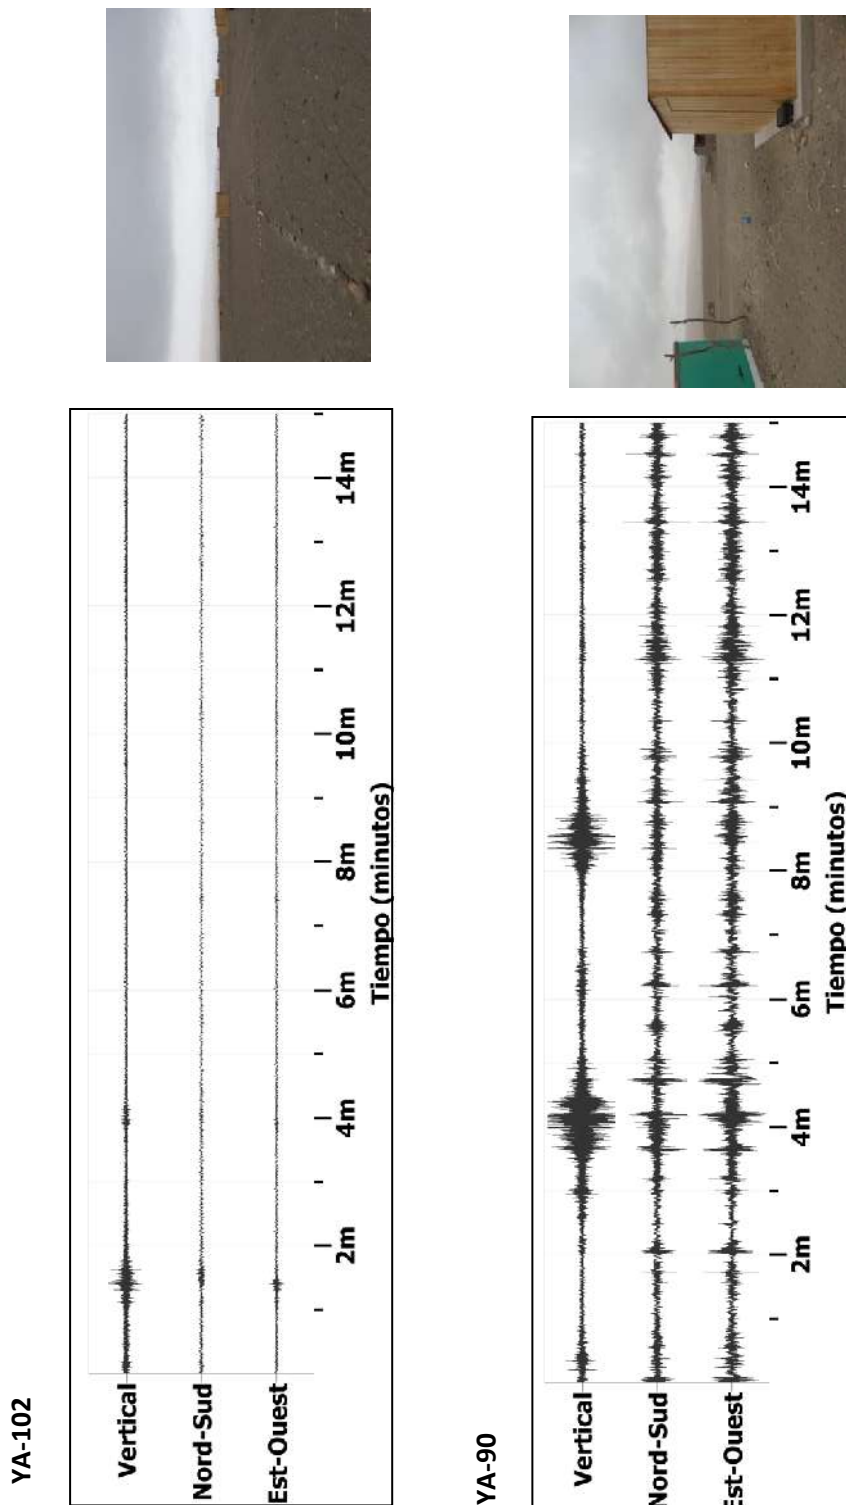 YA-102
Vertical
Nord-Sud
Est-Ouest
2m
4m
6m
8m
10m
12m
14m
Tiempo (minutos)
YA-90
Vertical
Nord-Sud
Est-Ouest
2m
4m
6m
8m
10m
12m
14m
Tiempo (minutos)